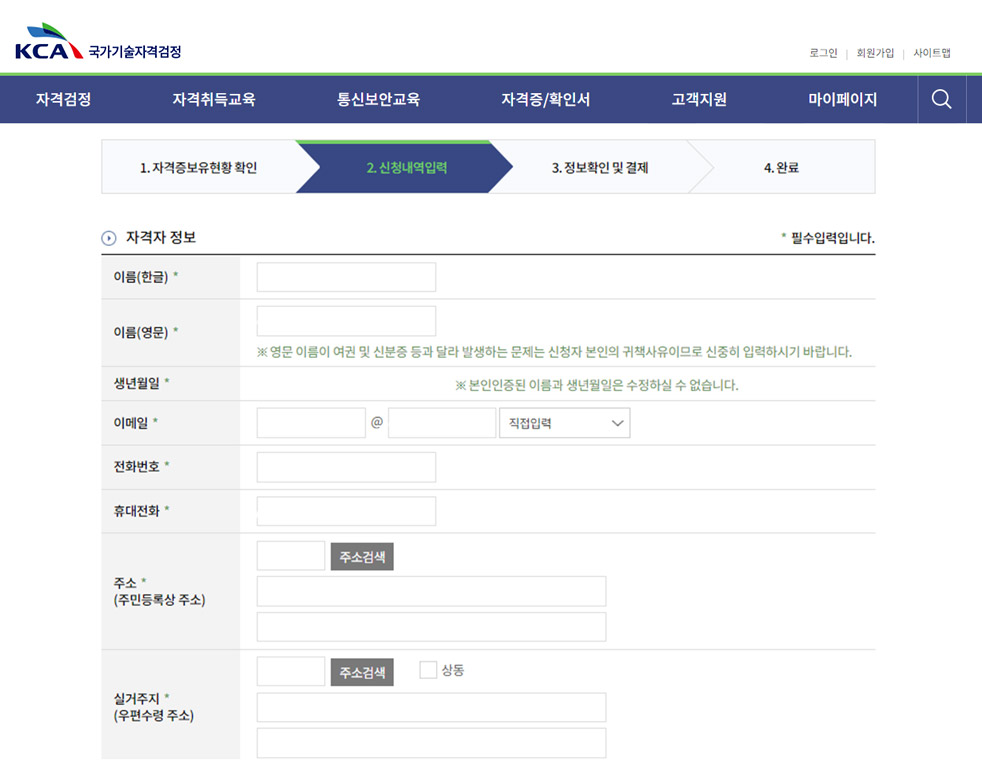 KCA 국가기술자격검정
로그인 | 회원가입 | 사이트맵
자격검정 자격취득교육 통신보안교육 자격증/확인서 고객지원 마이페이지
1. 자격증보유현황 확인 2. 신청내역입력 3. 정보확인 및 결제 4. 완료
자격자 정보 * 필수입력입니다.
이름(한글) *
이름(영문) *
※ 영문 이름이 여권 및 신분증 등과 달라 발생하는 문제는 신청자 본인의 귀책사유이므로 신중히 입력하시기 바랍니다.
생년월일 * ※ 본인인증된 이름과 생년월일은 수정하실 수 없습니다.
이메일 * @ 직접입력
전화번호 *
휴대전화 *
주소검색
주소 *
(주민등록상 주소)
주소검색 상동
실거주지 *
(우편수령 주소)